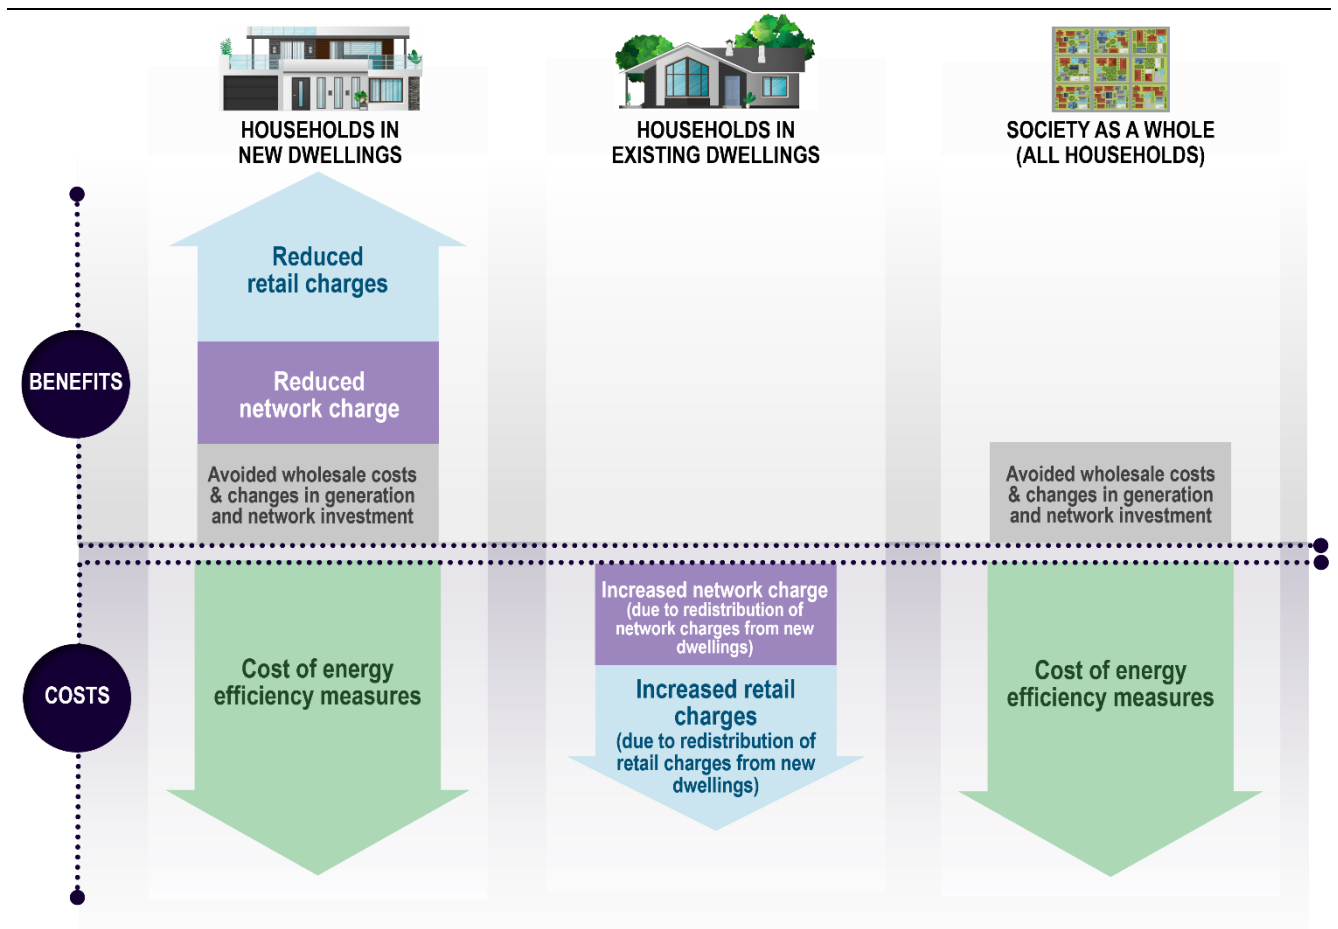 HOUSEHOLDS IN
NEW DWELLINGS
HOUSEHOLDS IN
EXISTING DWELLINGS
SOCIETY AS A WHOLE
(ALL HOUSEHOLDS)
BENEFITS
Reduced
retail charges
Reduced
network charge
Avoided wholesale costs
& changes in generation
and network investment
Avoided wholesale costs
& changes in generation
and network investment
COSTS
Cost of energy
efficiency measures
Increased network charge
(due to redistribution of
network charges from new
dwellings)
Increased retail
charges
(due to redistribution of
retail charges from new
dwellings)
Cost of energy
efficiency measures